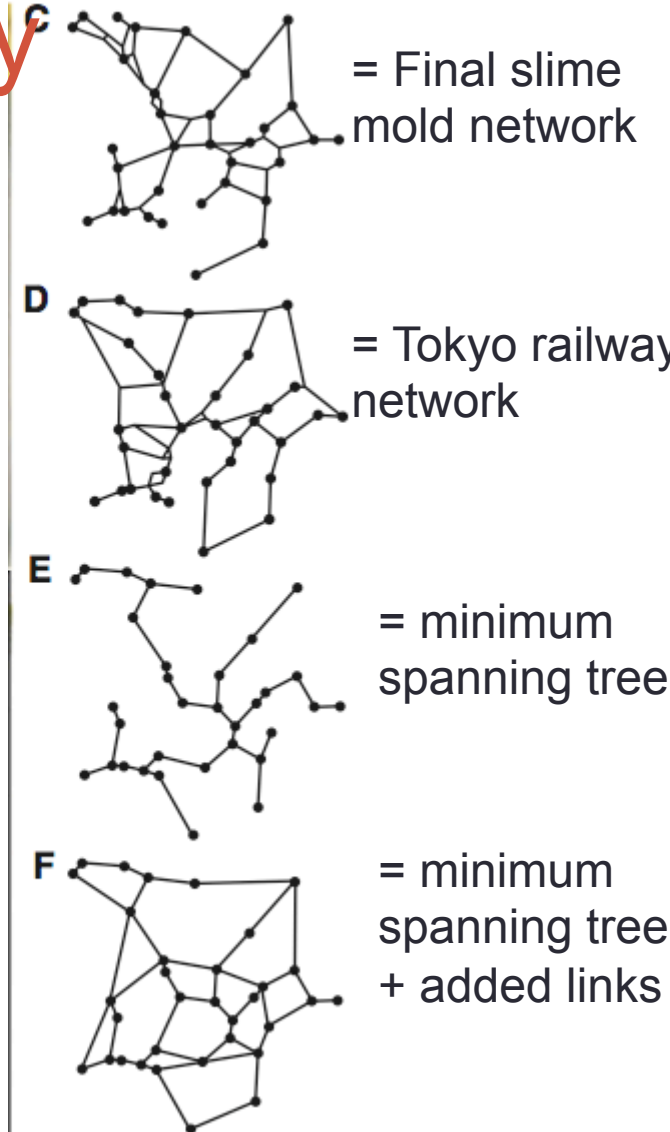 y
C
= Final slime
mold network
D
= Tokyo railway
network
E
= minimum
spanning tree
F
= minimum
spanning tree
+ added links